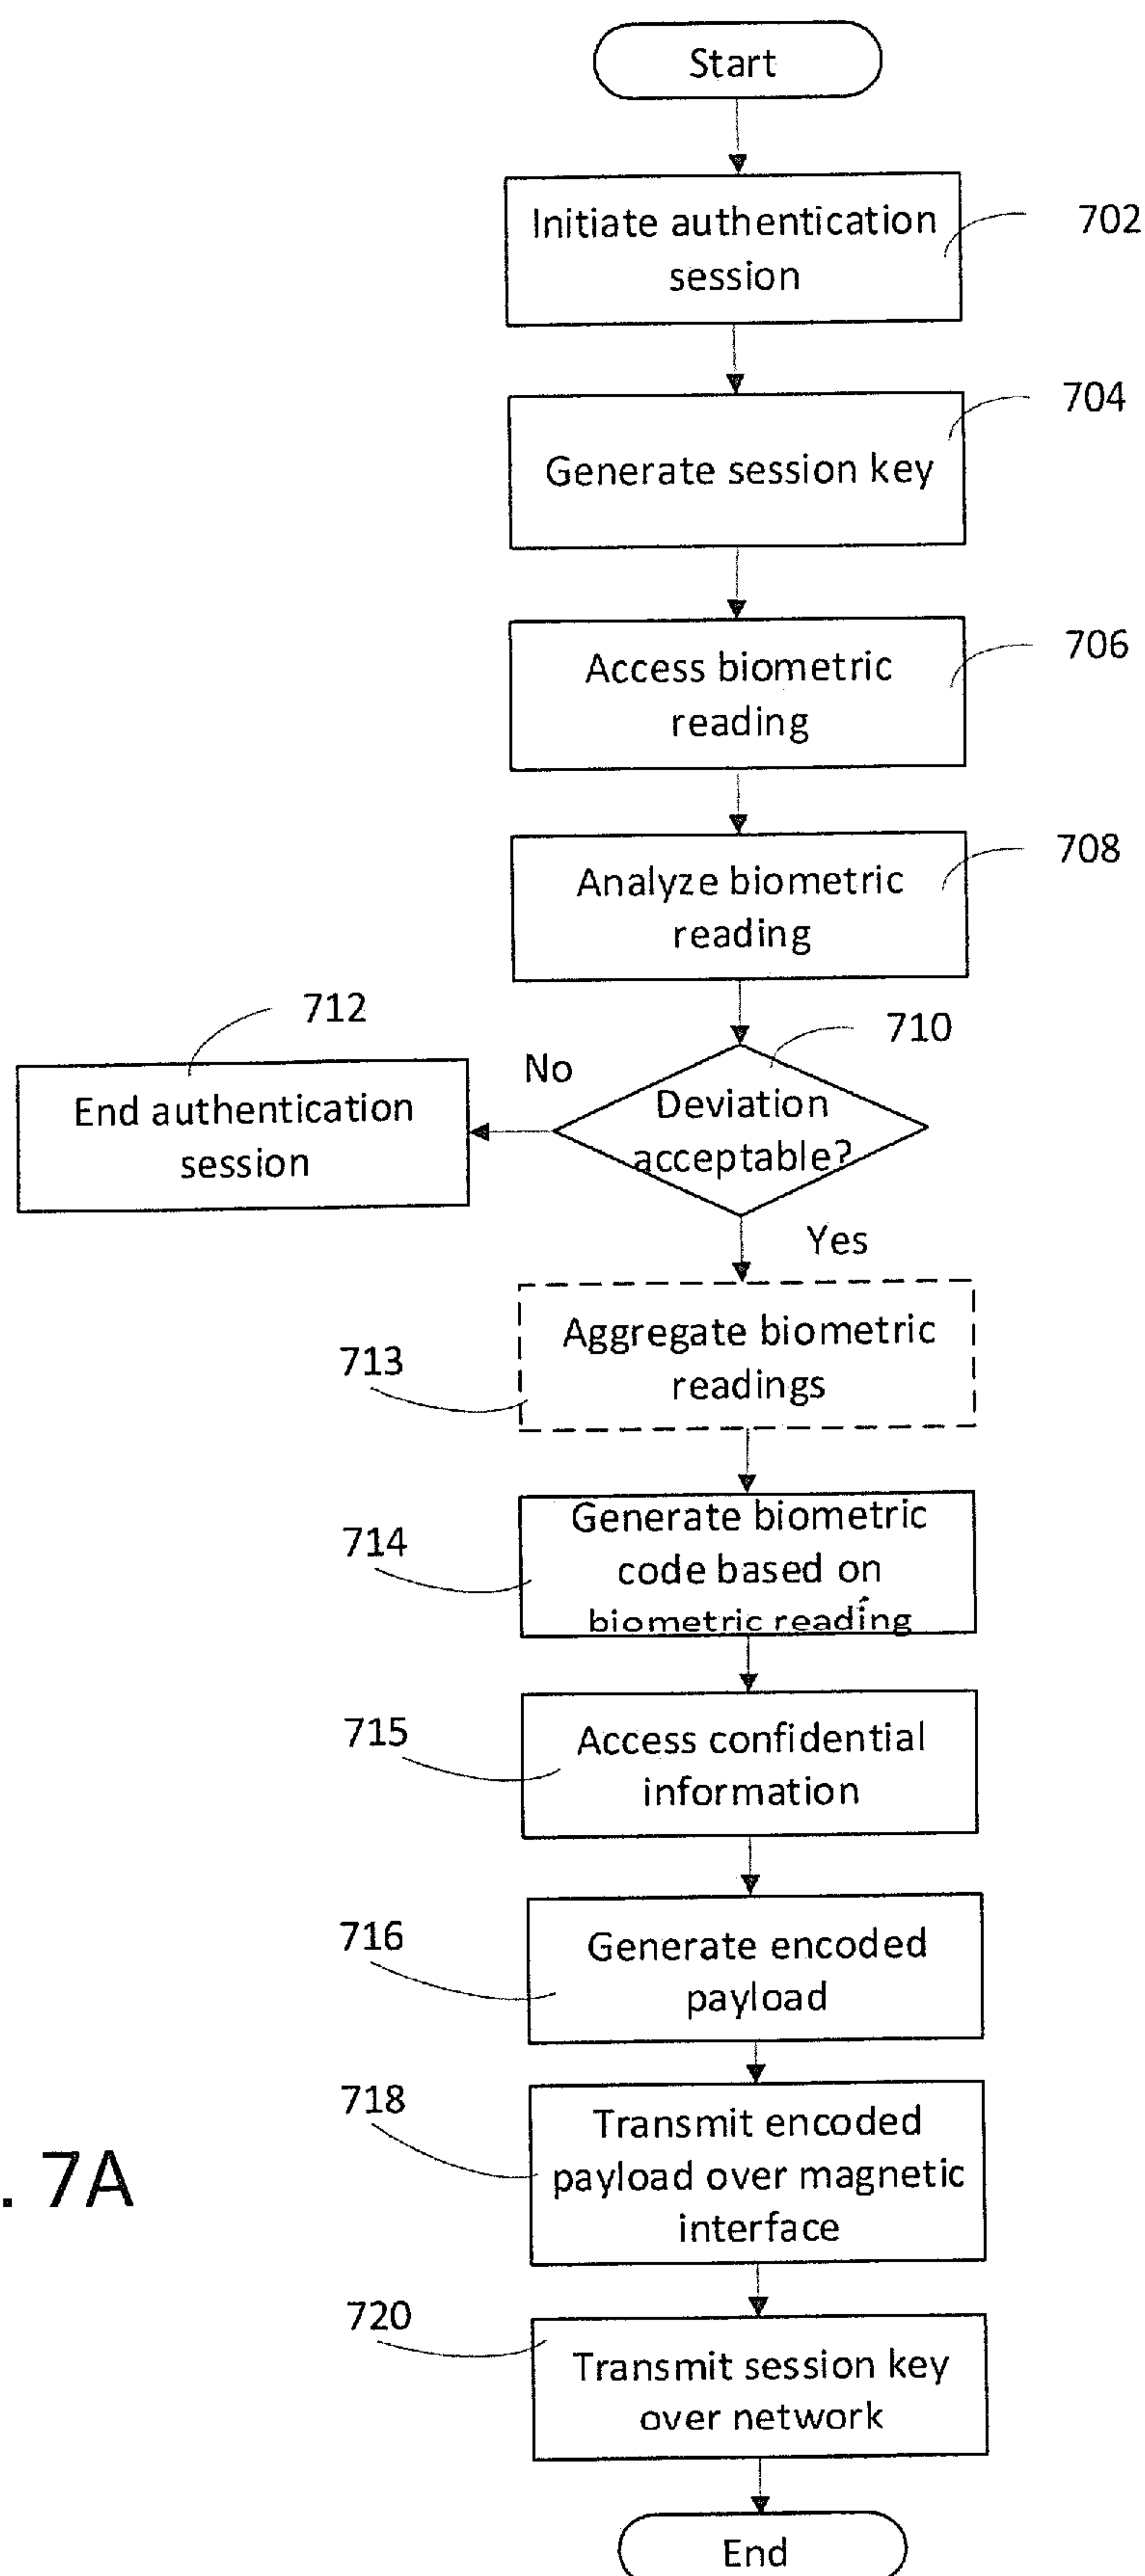 Start
Initiate authentication
session
702
Generate session key
704
Access biometric
reading
706
Analyze biometric
reading
708
712
End authentication
session
No
710
Deviation
acceptable?
Yes
Aggregate biometric
readings
713
Generate biometric
code based on
biometric reading
714
Access confidential
information
715
Generate encoded
payload
716
Transmit encoded
payload over magnetic
interface
718
. 7A
Transmit session key
over network
720
End